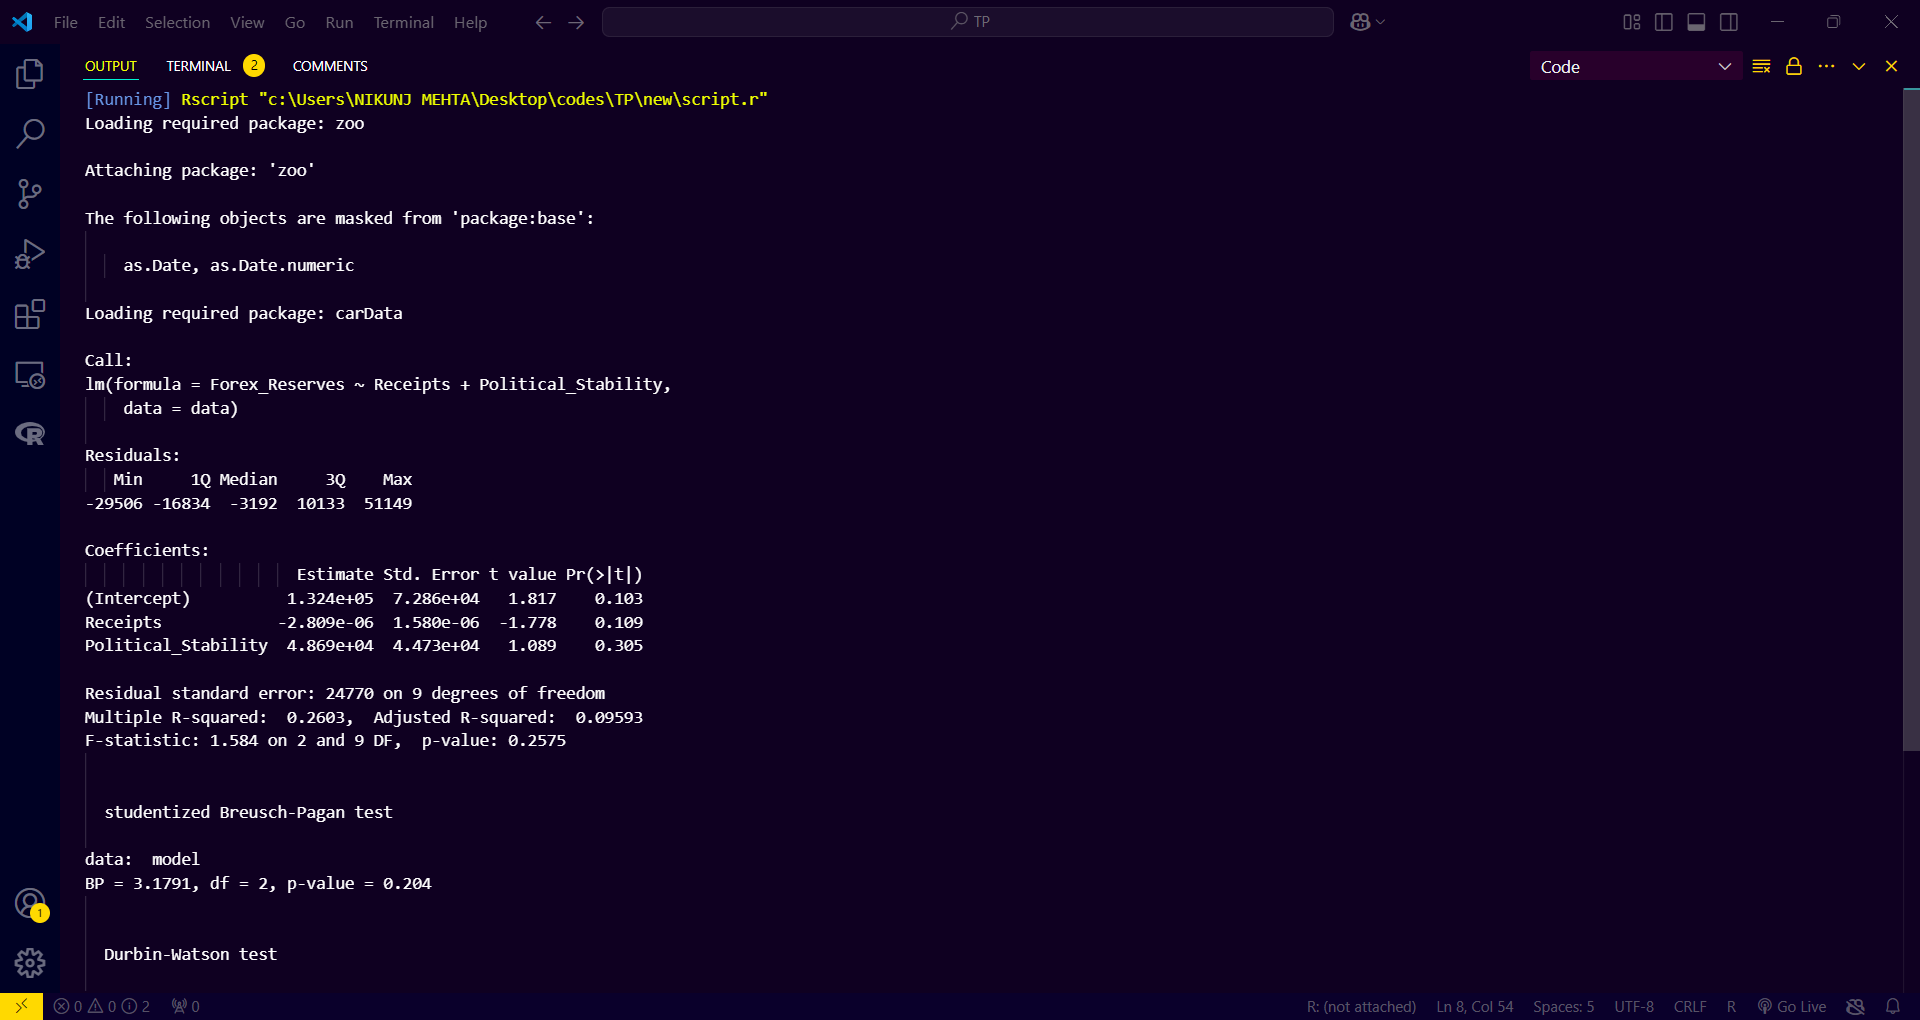 File Edit Selection View Go Run Terminal Help TP
OUTPUT TERMINAL 2 COMMENTS Code
[Running] Rscript "c:\Users\NIKUNJ MEHTA\Desktop\codes\TP\new\script.r"
Loading required package: zoo
Attaching package: 'zoo'
The following objects are masked from 'package:base':
as.Date, as.Date.numeric
Loading required package: carData
Call:
lm(formula = Forex_Reserves ~ Receipts + Political_Stability,
data = data)
Residuals:
Min 1Q Median 3Q Max
-29506 -16834 -3192 10133 51149
Coefficients:
Estimate Std. Error t value Pr(>|t|)
(Intercept) 1.324e+05 7.286e+04 1.817 0.103
Receipts -2.809e-06 1.580e-06 -1.778 0.109
Political_Stability 4.869e+04 4.473e+04 1.089 0.305
Residual standard error: 24770 on 9 degrees of freedom
Multiple R-squared: 0.2603, Adjusted R-squared: 0.09593
F-statistic: 1.584 on 2 and 9 DF, p-value: 0.2575
studentized Breusch-Pagan test
data: model
BP = 3.1791, df = 2, p-value = 0.204
1
Durbin-Watson test
0 0 2 0 R: (not attached) Ln 8, Col 54 Spaces: 5 UTF-8 CRLF R Go Live